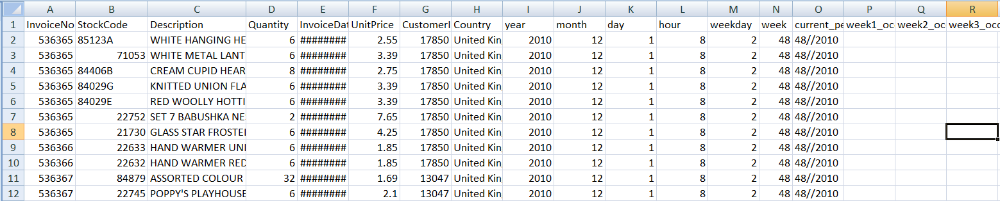 A B C D E F G H I J K L M N O P Q R
1 InvoiceNo StockCode Description Quantity InvoiceDat UnitPrice CustomerI Country year month day hour weekday week current_pe week1_oc week2_oc week3_occ
2 536365 85123A WHITE HANGING HE 6 ######## 2.55 17850 United Kin 2010 12 1 8 2 48 48//2010
3 536365 71053 WHITE METAL LANT 6 ######## 3.39 17850 United Kin 2010 12 1 8 2 48 48//2010
4 536365 84406B CREAM CUPID HEAR 8 ######## 2.75 17850 United Kin 2010 12 1 8 2 48 48//2010
5 536365 84029G KNITTED UNION FLA 6 ######## 3.39 17850 United Kin 2010 12 1 8 2 48 48//2010
6 536365 84029E RED WOOLLY HOTTI 6 ######## 3.39 17850 United Kin 2010 12 1 8 2 48 48//2010
7 536365 22752 SET 7 BABUSHKA NE 2 ######## 7.65 17850 United Kin 2010 12 1 8 2 48 48//2010
8 536365 21730 GLASS STAR FROSTE 6 ######## 4.25 17850 United Kin 2010 12 1 8 2 48 48//2010
9 536366 22633 HAND WARMER UNI 6 ######## 1.85 17850 United Kin 2010 12 1 8 2 48 48//2010
10 536366 22632 HAND WARMER RED 6 ######## 1.85 17850 United Kin 2010 12 1 8 2 48 48//2010
11 536367 84879 ASSORTED COLOUR 32 ######## 1.69 13047 United Kin 2010 12 1 8 2 48 48//2010
12 536367 22745 POPPY'S PLAYHOUSE 6 ######## 2.1 13047 United Kin 2010 12 1 8 2 48 48//2010